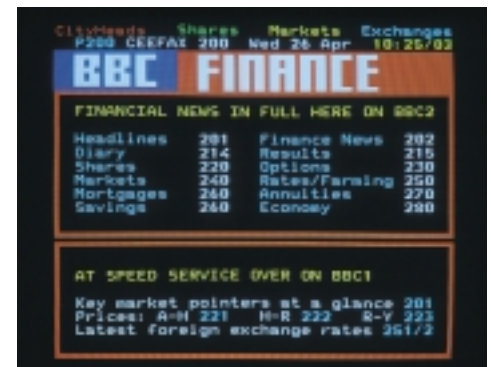 CityHeads Shares Markets Exchanges
P200 CEEFAX 200 Wed 26 Apr 10:25/03
BBC FINANCE
FINANCIAL NEWS IN FULL HERE ON BBC2
Headlines 201 Finance News 202
Diary 214 Results 215
Shares 220 Options 230
Markets 240 Rates/Farming 250
Mortgages 260 Annuities 270
Savings 260 Economy 280
AT SPEED SERVICE OVER ON BBC1
Key market pointers at a glance 201
Prices: A-H 221 H-R 222 R-Y 223
Latest foreign exchange rates 251/2